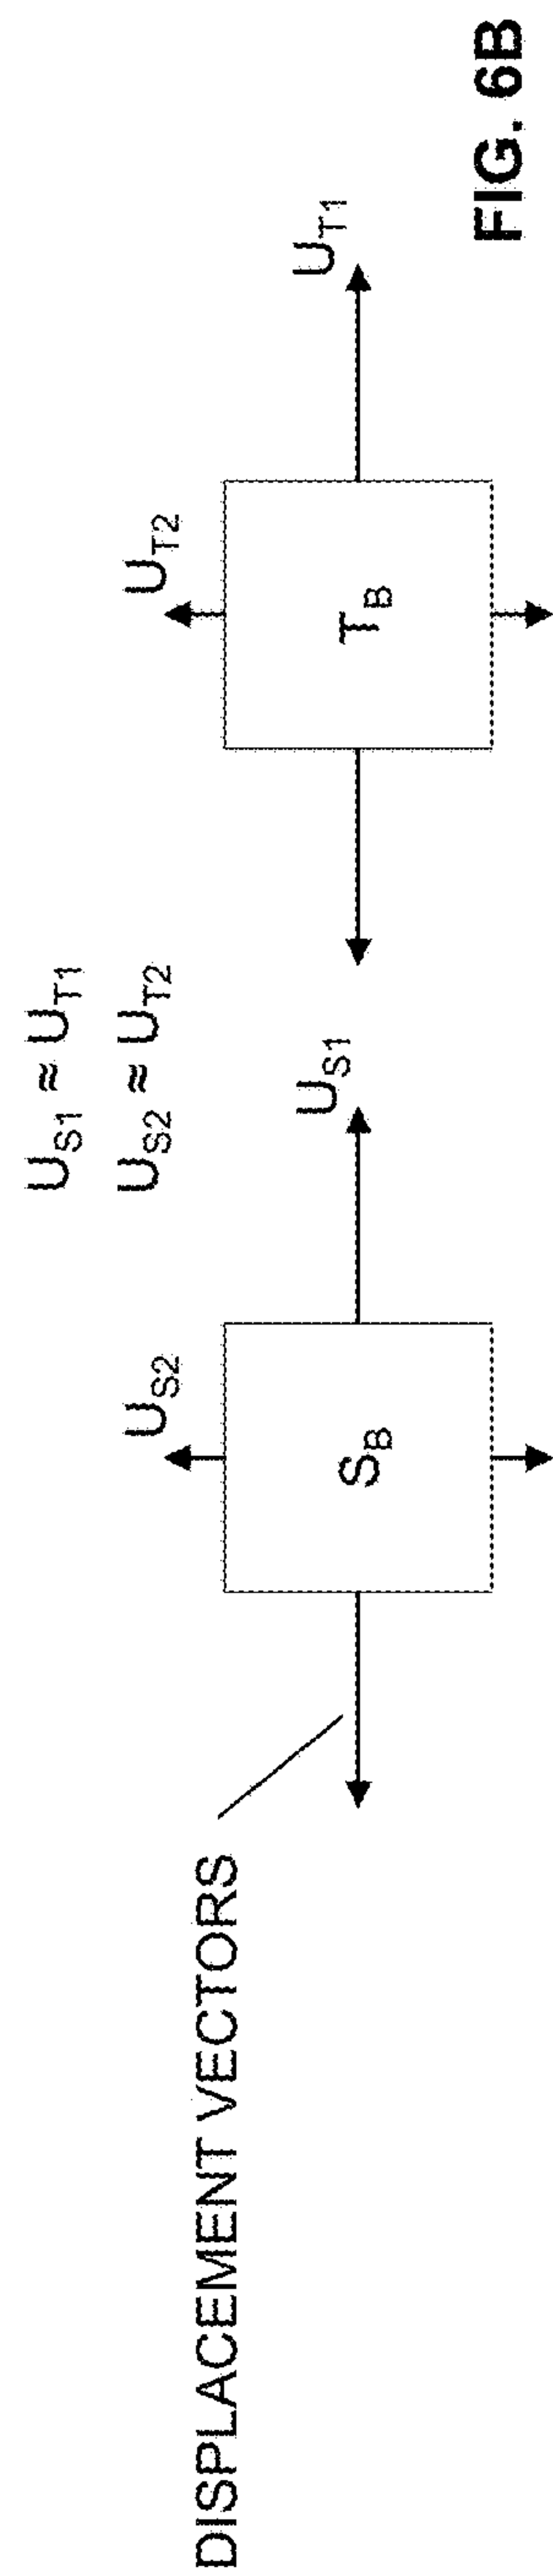 U_S1 ≈ U_T1
U_S2 ≈ U_T2
U_S2
U_T2
U_S1
U_T1
S_B
T_B
DISPLACEMENT VECTORS
FIG. 6B